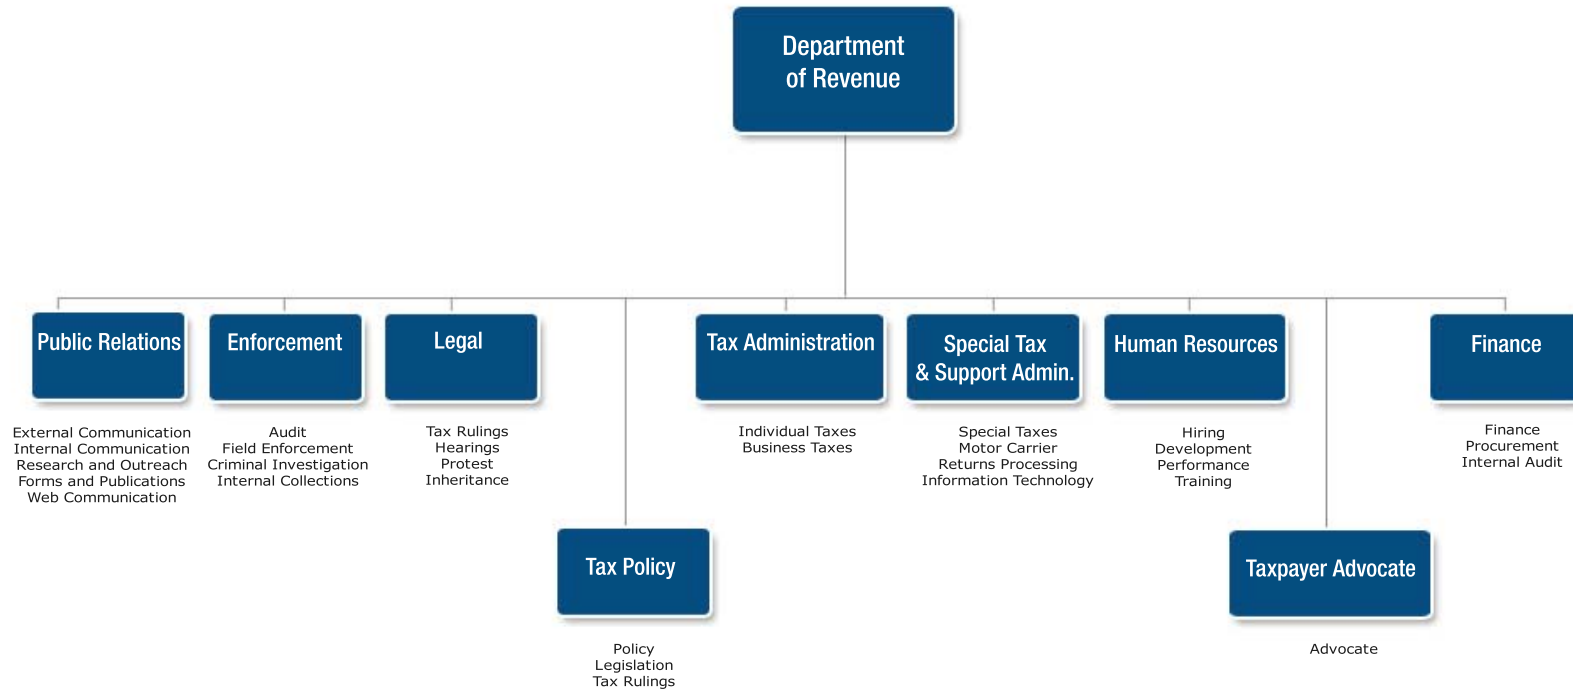 Department
of Revenue
Public Relations
External Communication
Internal Communication
Research and Outreach
Forms and Publications
Web Communication
Enforcement
Audit
Field Enforcement
Criminal Investigation
Internal Collections
Legal
Tax Rulings
Hearings
Protest
Inheritance
Tax Policy
Policy
Legislation
Tax Rulings
Tax Administration
Individual Taxes
Business Taxes
Special Tax
& Support Admin.
Special Taxes
Motor Carrier
Returns Processing
Information Technology
Human Resources
Hiring
Development
Performance
Training
Taxpayer Advocate
Advocate
Finance
Finance
Procurement
Internal Audit